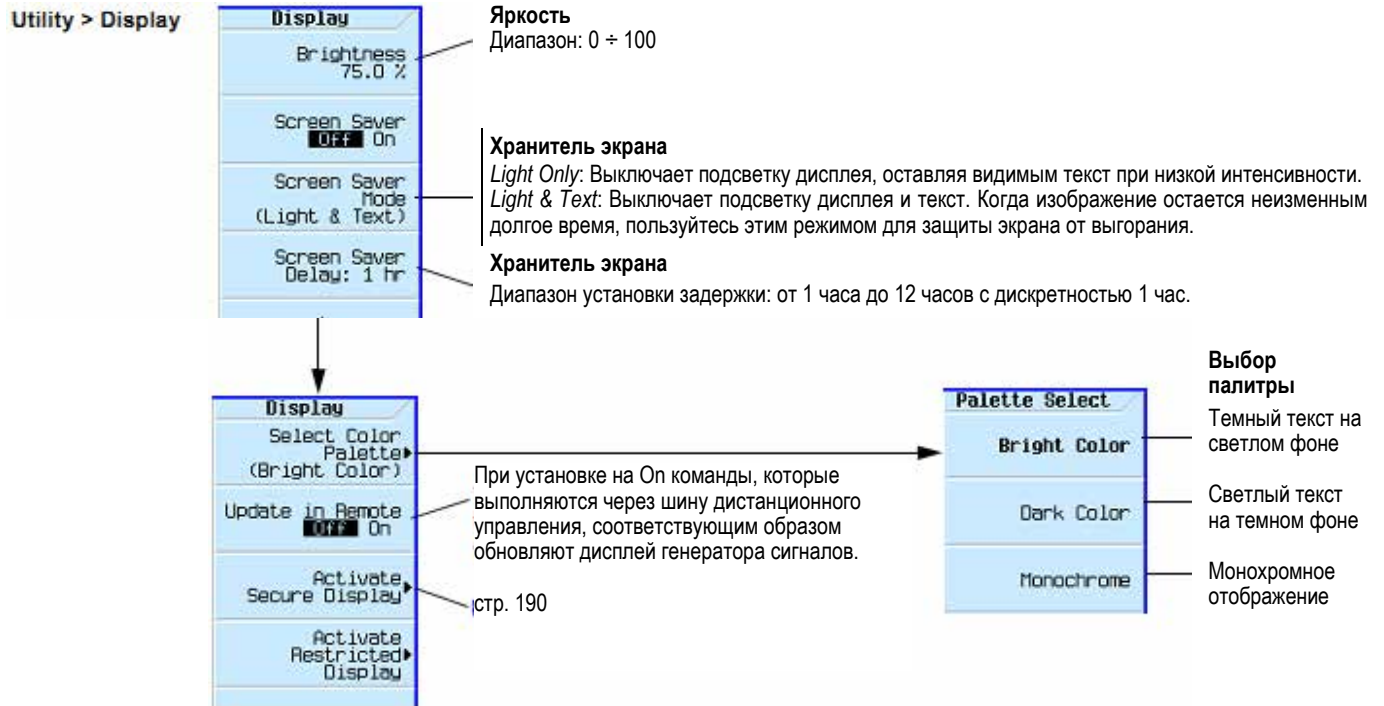 Utility > Display
Display
Brightness
75.0 %
Screen Saver
Off On
Screen Saver
Mode
(Light & Text)
Screen Saver
Delay: 1 hr
Яркость
Диапазон: 0 ÷ 100
Хранитель экрана
Light Only: Выключает подсветку дисплея, оставляя видимым текст при низкой интенсивности.
Light & Text: Выключает подсветку дисплея и текст. Когда изображение остается неизменным
долгое время, пользуйтесь этим режимом для защиты экрана от выгорания.
Хранитель экрана
Диапазон установки задержки: от 1 часа до 12 часов с дискретностью 1 час.
Display
Select Color
Palette
(Bright Color)
Update in Remote
Off On
Activate
Secure Display
Activate
Restricted
Display
При установке на On команды, которые
выполняются через шину дистанционного
управления, соответствующим образом
обновляют дисплей генератора сигналов.
стр. 190
Palette Select
Bright Color
Dark Color
Monochrome
Выбор
палитры
Темный текст на
светлом фоне
Светлый текст
на темном фоне
Монохромное
отображение